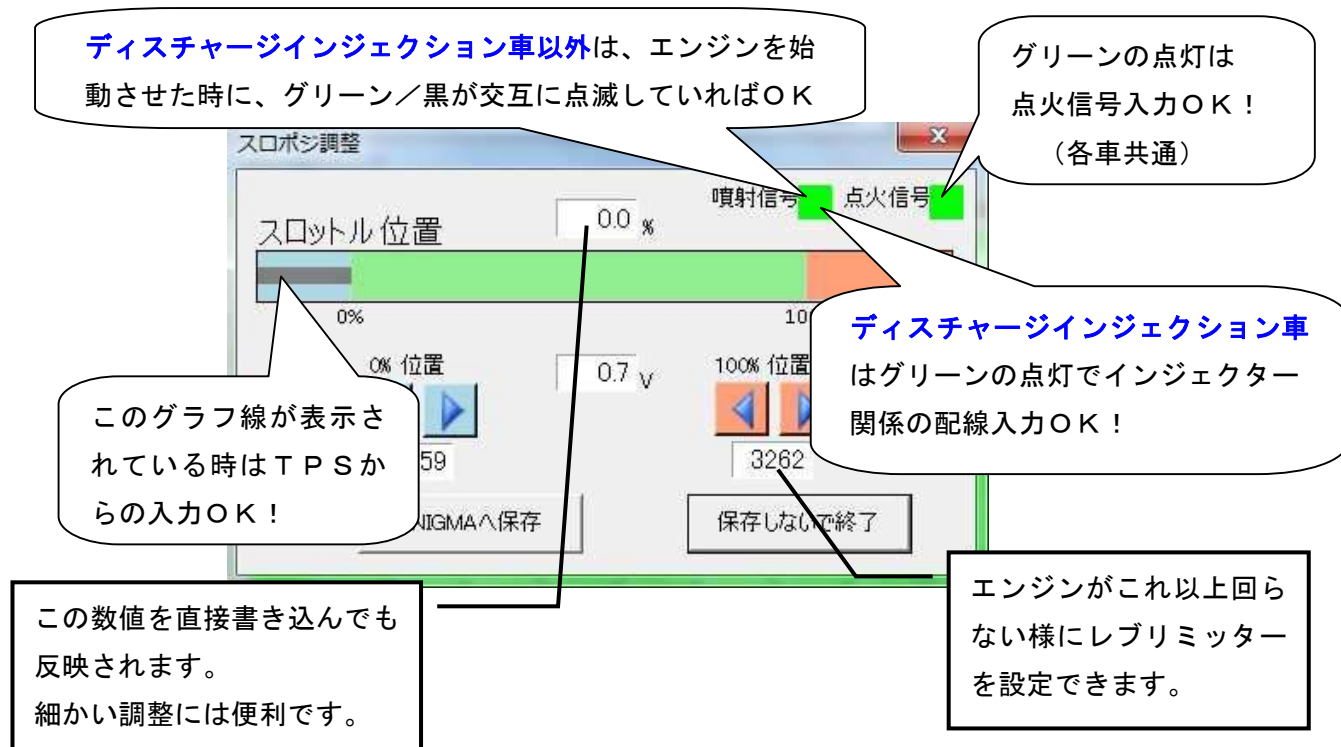 ディスチャージインジェクション車以外は、エンジンを始
動させた時に、グリーン／黒が交互に点滅していればＯＫ
グリーンの点灯は
点火信号入力ＯＫ！
（各車共通）
スロポジ調整
噴射信号
点火信号
スロットル 位置
0.0 %
0%
10
ディスチャージインジェクション車
はグリーンの点灯でインジェクター
関係の配線入力ＯＫ！
0% 位置
0.7 V
100% 位置
このグラフ線が表示さ
れている時はＴＰＳか
らの入力ＯＫ！
59
3262
NIGMAへ保存
保存しないで終了
この数値を直接書き込んでも
反映されます。
細かい調整には便利です。
エンジンがこれ以上回ら
ない様にレブリミッター
を設定できます。